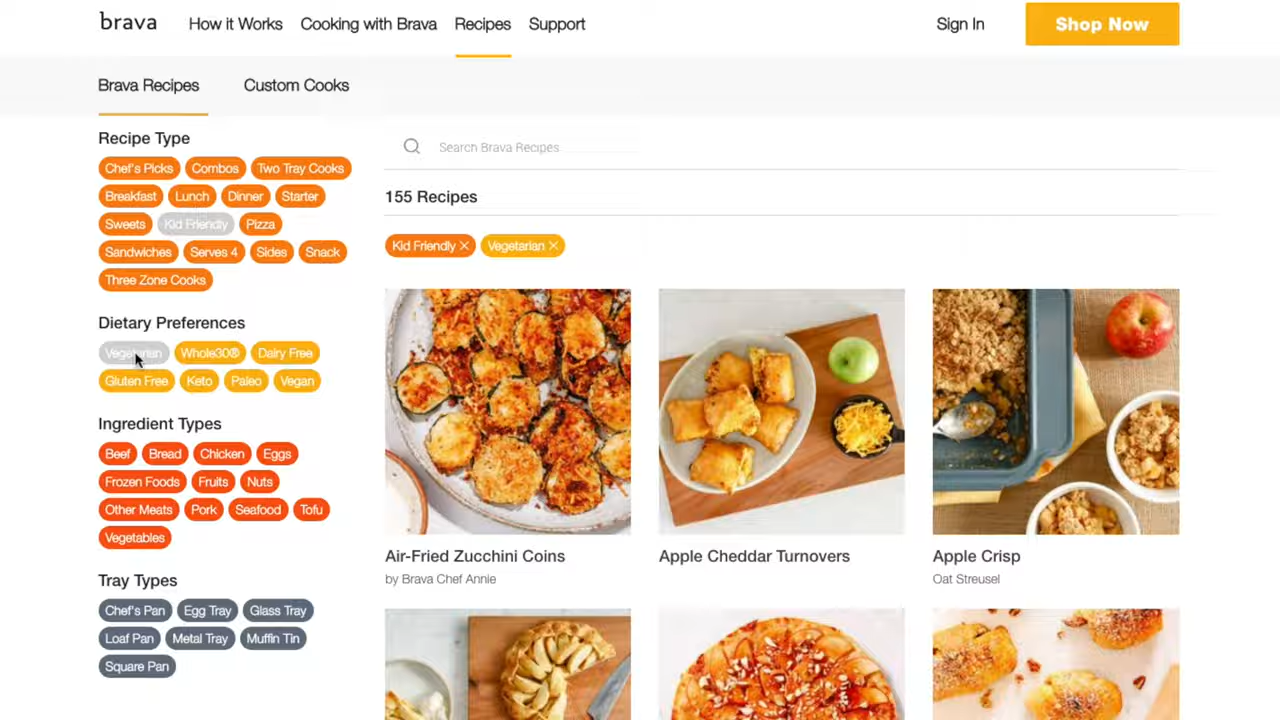 brava How it Works Cooking with Brava Recipes Support Sign In Shop Now
Brava Recipes Custom Cooks
Recipe Type
Chef's Picks Combos Two Tray Cooks
Breakfast Lunch Dinner Starter
Sweets Kid Friendly Pizza
Sandwiches Serves 4 Sides Snack
Three Zone Cooks
Dietary Preferences
Vegetarian Whole30® Dairy Free
Gluten Free Keto Paleo Vegan
Ingredient Types
Beef Bread Chicken Eggs
Frozen Foods Fruits Nuts
Other Meats Pork Seafood Tofu
Vegetables
Tray Types
Chef's Pan Egg Tray Glass Tray
Loaf Pan Metal Tray Muffin Tin
Square Pan
Search Brava Recipes
155 Recipes
Kid Friendly Vegetarian
Air-Fried Zucchini Coins
by Brava Chef Annie
Apple Cheddar Turnovers
Apple Crisp
Oat Streusel